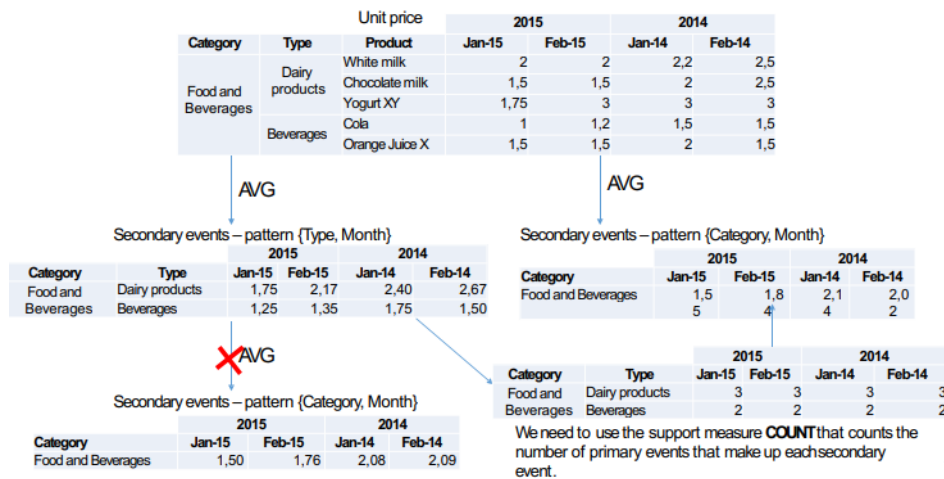 Unit price 2015 2014
Category Type Product Jan-15 Feb-15 Jan-14 Feb-14
Food and Beverages Dairy products White milk 2 2 2,2 2,5
Chocolate milk 1,5 1,5 2 2,5
Yogurt XY 1,75 3 3 3
Beverages Cola 1 1,2 1,5 1,5
Orange Juice X 1,5 1,5 2 1,5
AVG
AVG
Secondary events – pattern {Type, Month}
2015 2014
Category Type Jan-15 Feb-15 Jan-14 Feb-14
Food and Dairy products 1,75 2,17 2,40 2,67
Beverages Beverages 1,25 1,35 1,75 1,50
Secondary events – pattern {Category, Month}
2015 2014
Category Jan-15 Feb-15 Jan-14 Feb-14
Food and Beverages 1,5 1,8 2,1 2,0
5 4 4 2
AVG
Secondary events – pattern {Category, Month}
2015 2014
Category Jan-15 Feb-15 Jan-14 Feb-14
Food and Beverages 1,50 1,76 2,08 2,09
2015 2014
Category Type Jan-15 Feb-15 Jan-14 Feb-14
Food and Dairy products 3 3 3 3
Beverages Beverages 2 2 2 2
We need to use the support measure COUNT that counts the
number of primary events that make up each secondary
event.